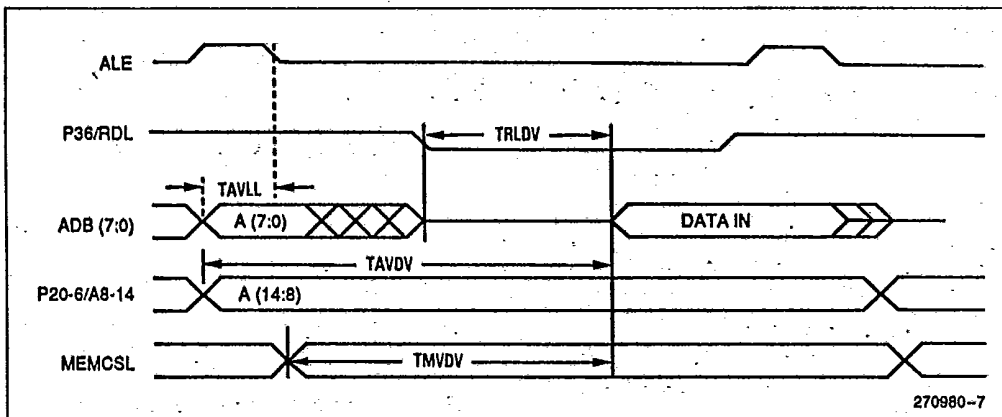 ALE
P36/RDL
TRLDV
TAVLL
ADB (7:0)
A (7:0)
DATA IN
TAVDV
P20-6/A8-14
A (14:8)
MEMCSL
TMVDV
270980-7